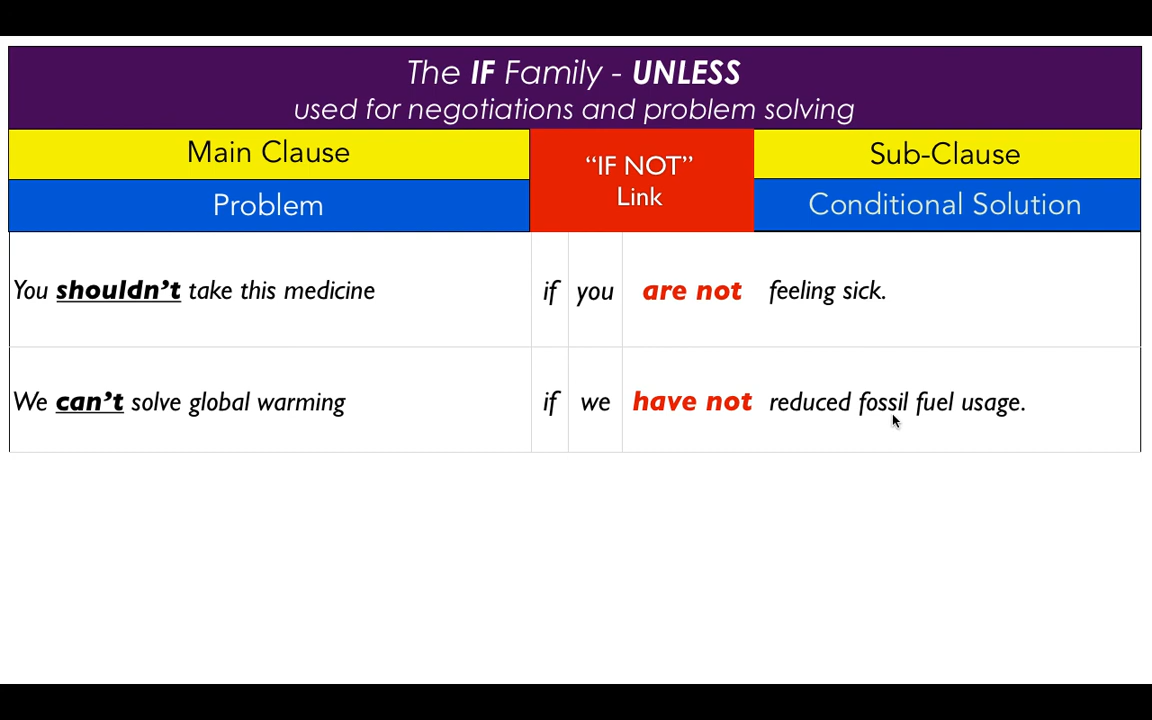 The IF Family - UNLESS
used for negotiations and problem solving
Main Clause
“IF NOT”
Link
Sub-Clause
Problem
Conditional Solution
You shouldn’t take this medicine if you are not feeling sick.
We can’t solve global warming if we have not reduced fossil fuel usage.